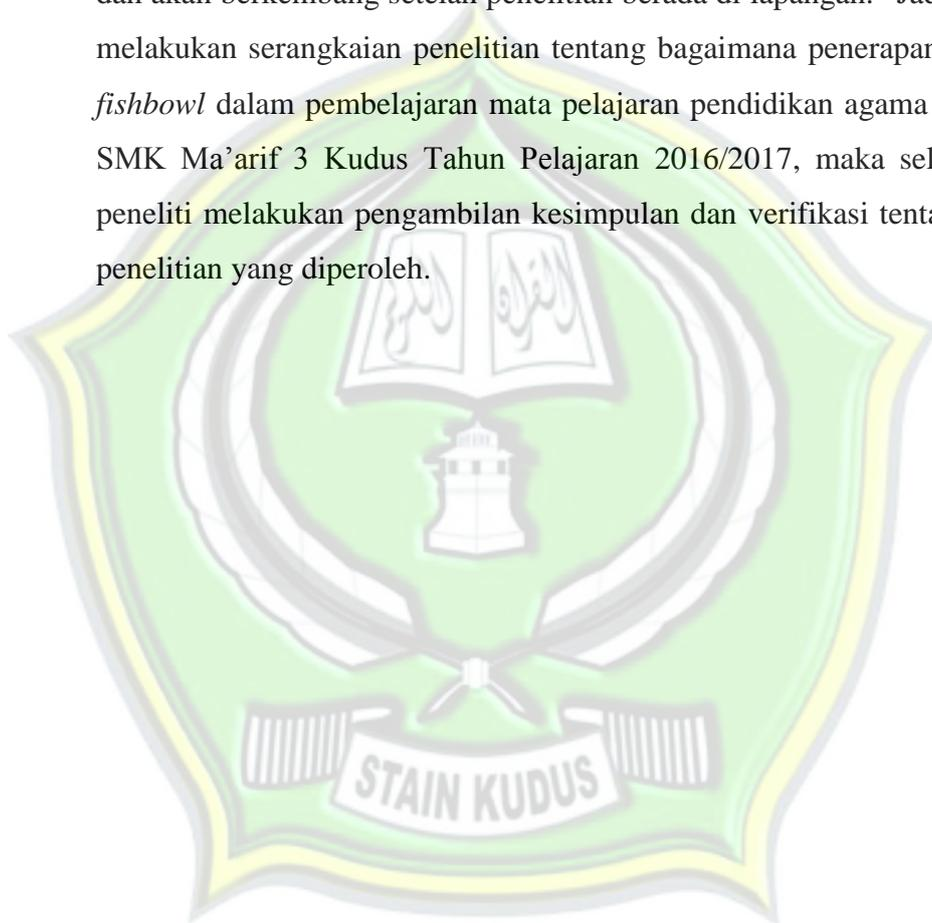 dan akan berkembang setelah penelitian berada di lapangan.
melakukan serangkaian penelitian tentang bagaimana penerapan
fishbowl dalam pembelajaran mata pelajaran pendidikan agama
SMK Ma’arif 3 Kudus Tahun Pelajaran 2016/2017, maka
peneliti melakukan pengambilan kesimpulan dan verifikasi
penelitian yang diperoleh.
STAIN KUDUS